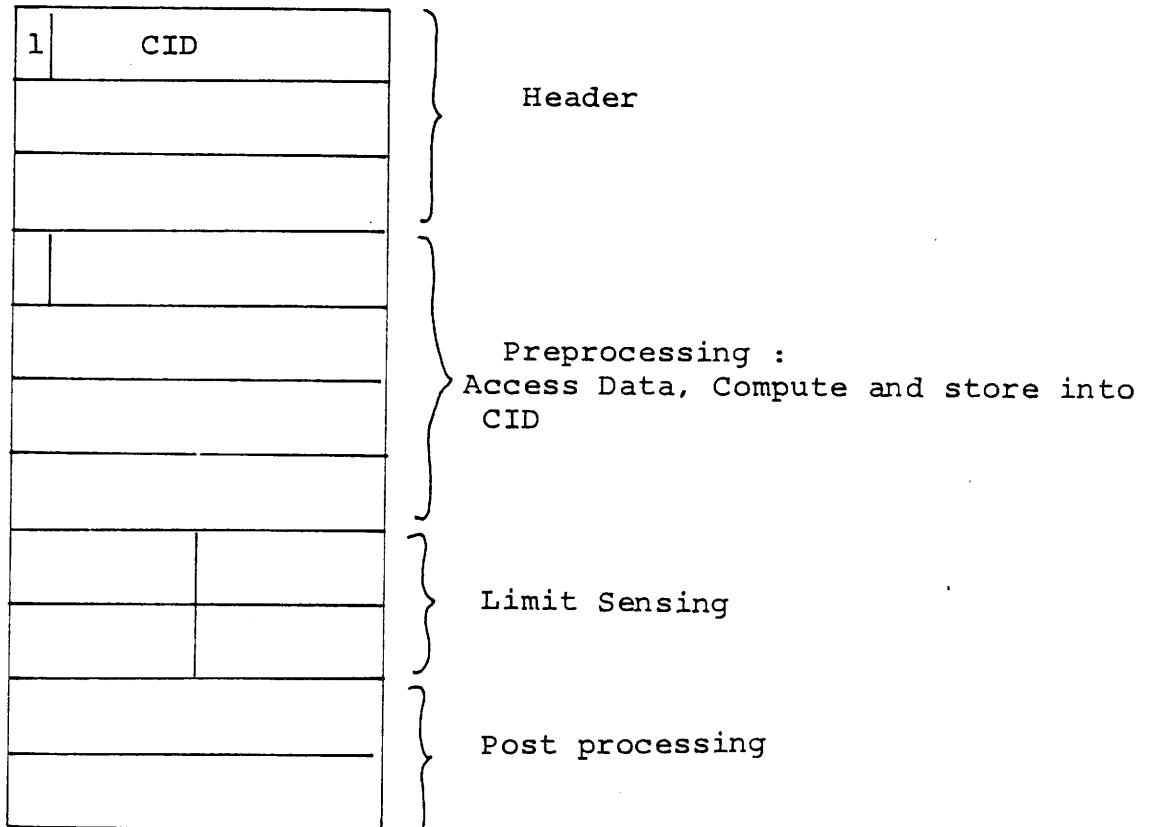 1 CID
Header
Preprocessing :
Access Data, Compute and store into
CID
Limit Sensing
Post processing